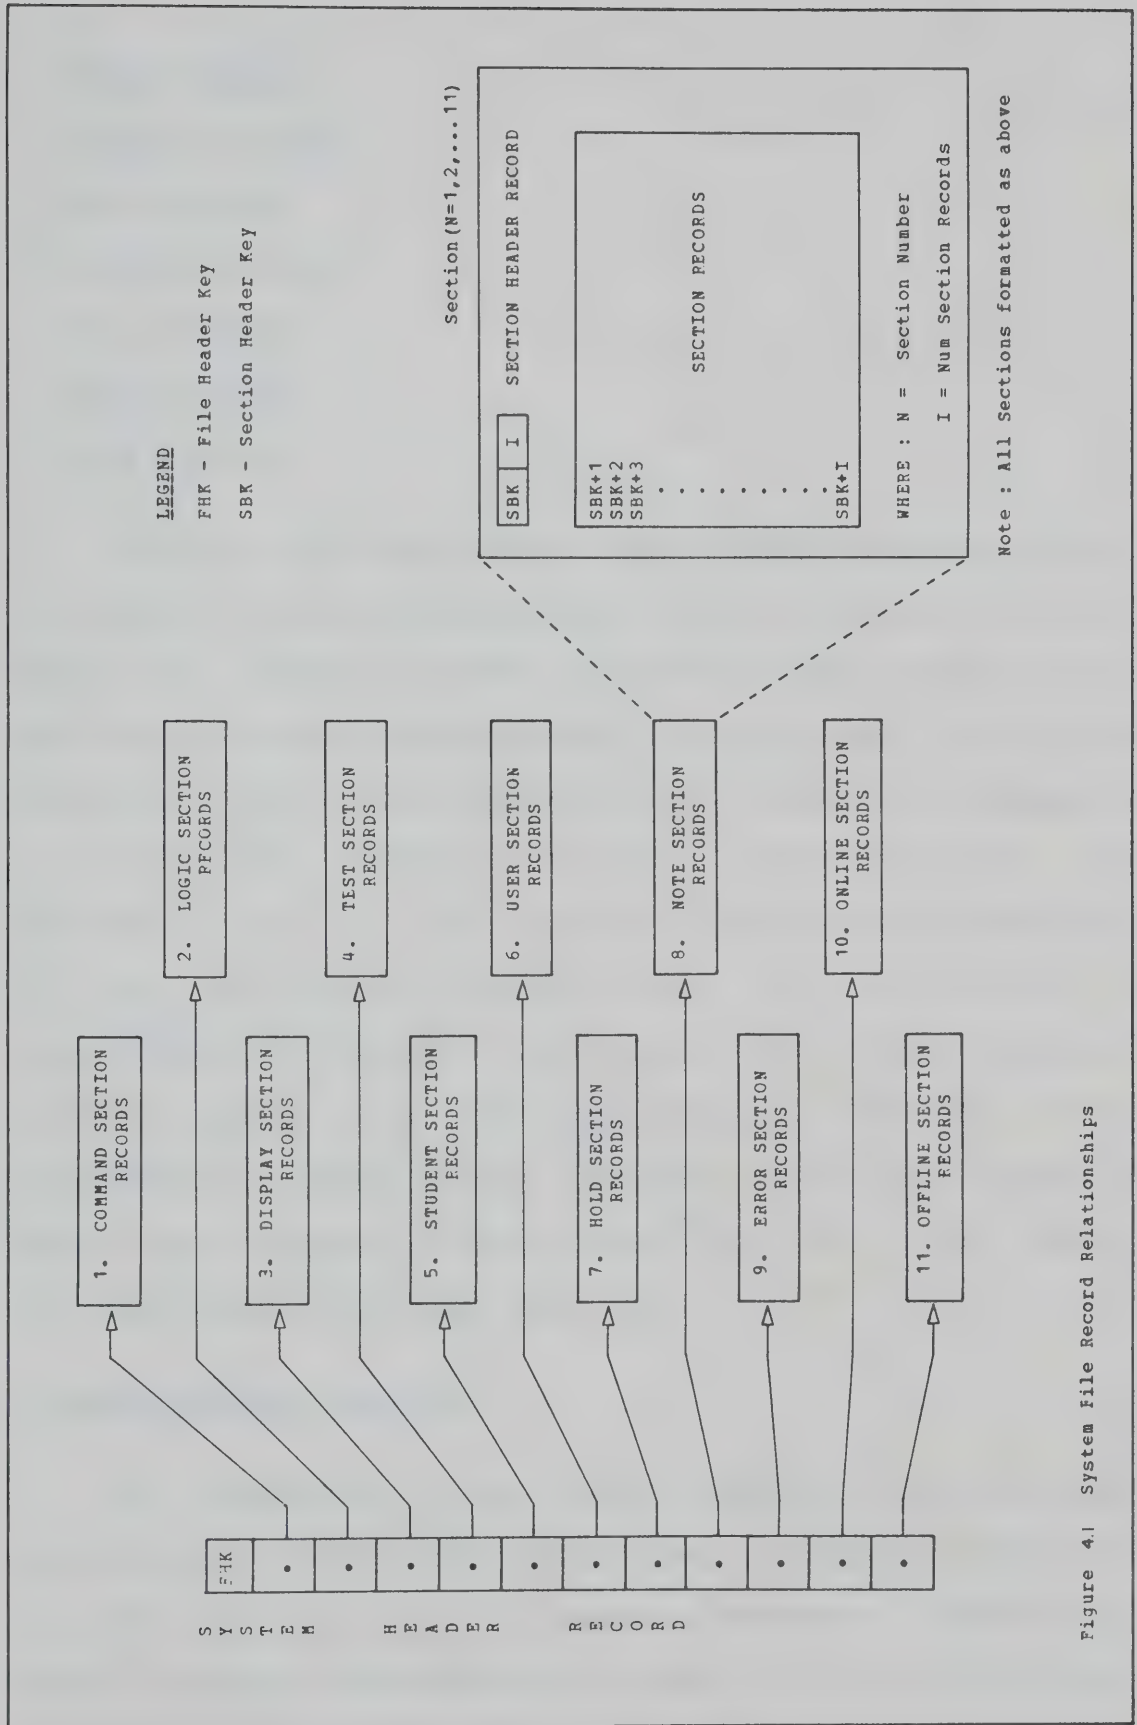 SYSTEM HEADER RECORD
FHK
1. COMMAND SECTION
RECORDS
2. LOGIC SECTION
PFCORDS
3. DISPLAY SECTION
RECORDS
4. TEST SECTION
RECORDS
5. STUDENT SECTION
RECORDS
6. USER SECTION
RECORDS
7. HOLD SECTION
RECORDS
8. NOTE SECTION
RECORDS
9. ERROR SECTION
RECORDS
10. ONLINE SECTION
RECORDS
11. OFFLINE SECTION
RECORDS
LEGEND
FHK - File Header Key
SBK - Section Header Key
Section(N=1,2,...11)
SBK I SECTION HEADER RECORD
SBK+1
SBK+2
SBK+3
SBK+I
SECTION RECORDS
WHERE : N = Section Number
I = Num Section Records
Note : All Sections formatted as above
Figure 4.1 System File Record Relationships